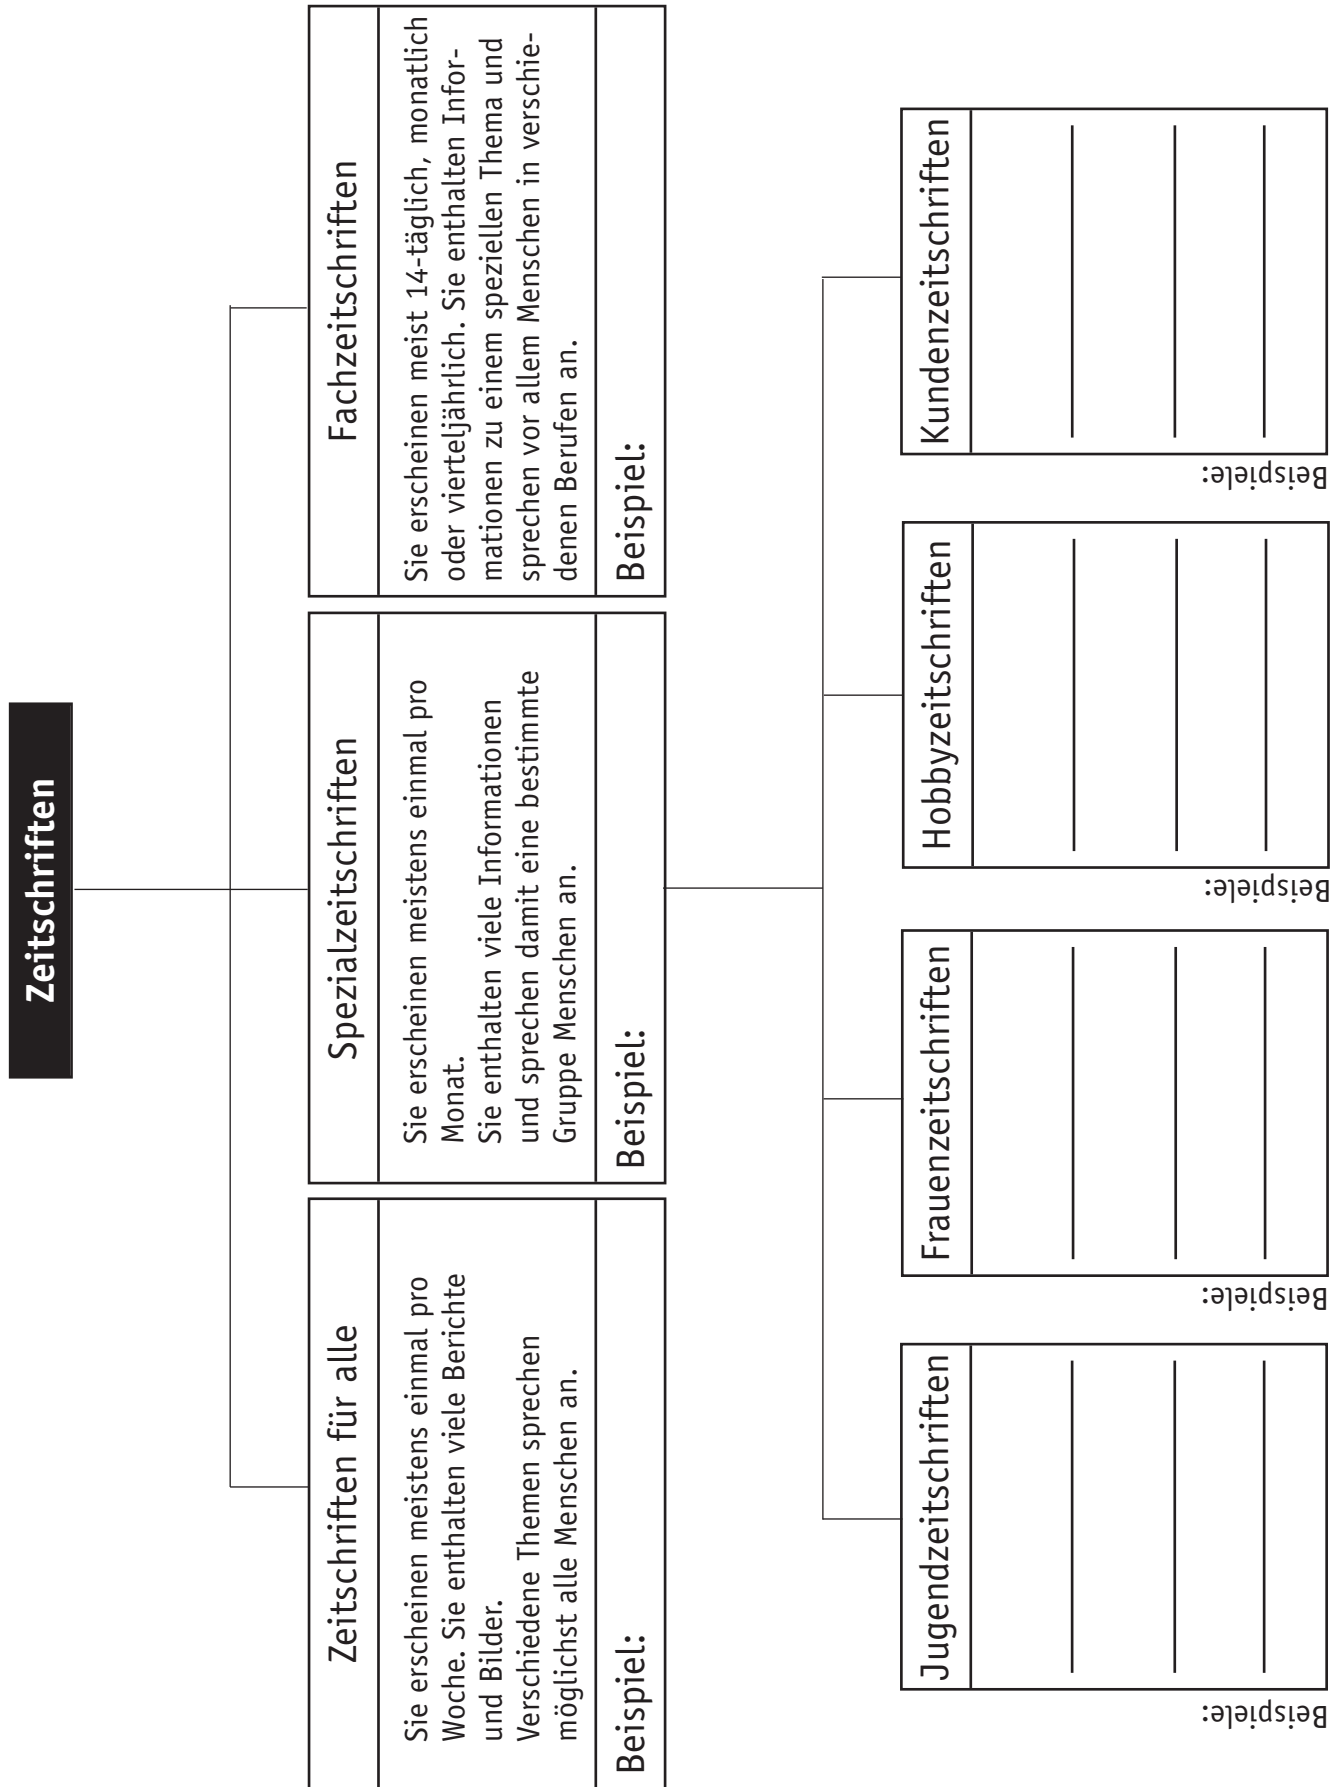 Zeitschriften
Zeitschriften für alle
Sie erscheinen meistens einmal pro
Woche. Sie enthalten viele Berichte
und Bilder.
Verschiedene Themen sprechen
möglichst alle Menschen an.
Beispiel:
Spezialzeitschriften
Sie erscheinen meistens einmal pro
Monat.
Sie enthalten viele Informationen
und sprechen damit eine bestimmte
Gruppe Menschen an.
Beispiel:
Fachzeitschriften
Sie erscheinen meist 14-täglich, monatlich
oder vierteljährlich. Sie enthalten Infor-
mationen zu einem speziellen Thema und
sprechen vor allem Menschen in verschie-
denen Berufen an.
Beispiel:
Jugendzeitschriften
Beispiele:
Frauenzeitschriften
Beispiele:
Hobbyzeitschriften
Beispiele:
Kundenzeitschriften
Beispiele: